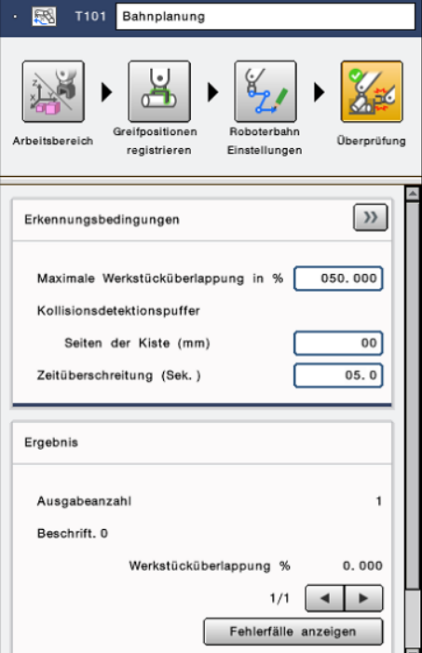 T101 Bahnplanung
Arbeitsbereich
Greifpositionen
registrieren
Roboterbahn
Einstellungen
Überprüfung
Erkennungsbedingungen
Maximale Werkstücküberlappung in % 050.000
Kollisionsdetektionspuffer
Seiten der Kiste (mm) 00
Zeitüberschreitung (Sek.) 05.0
Ergebnis
Ausgabeanzahl 1
Beschrift. 0
Werkstücküberlappung % 0.000
1/1
Fehlerfälle anzeigen